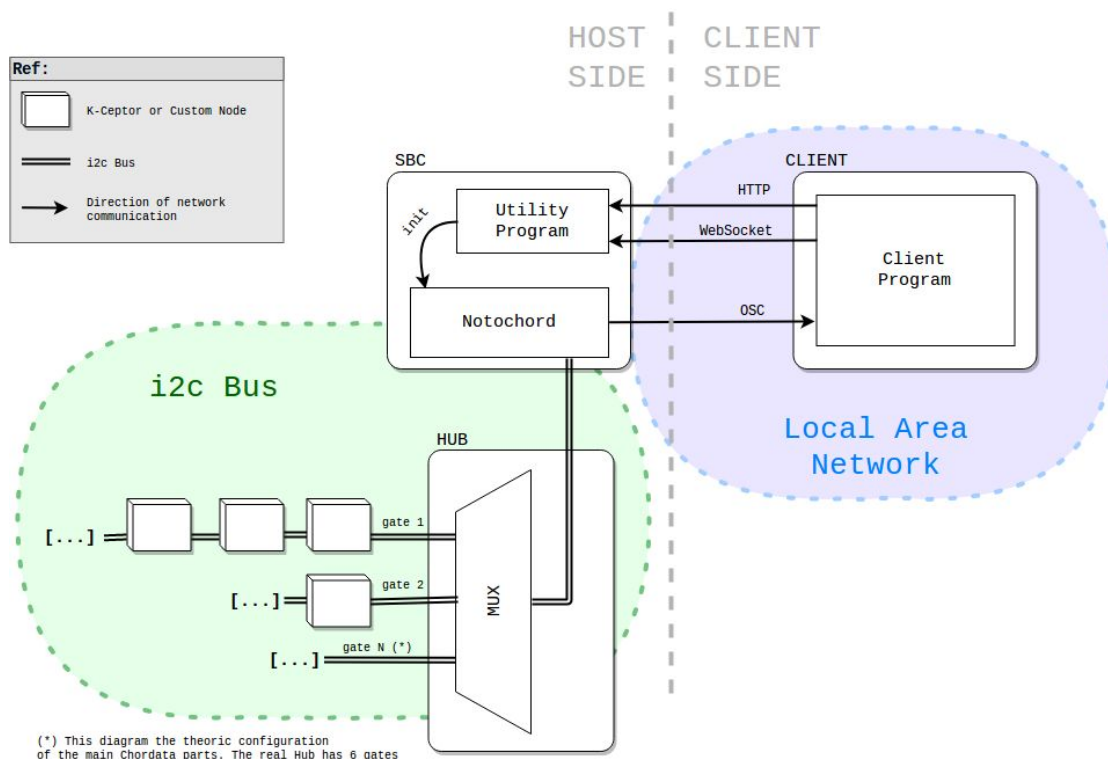 HOST
SIDE
CLIENT
SIDE
Ref:
K-Ceptor or Custom Node
i2c Bus
Direction of network
communication
SBC
Utility
Program
init
Notochord
HTTP
WebSocket
OSC
CLIENT
Client
Program
i2c Bus
Local Area
Network
HUB
MUX
[...]
gate 1
[...]
gate 2
[...]
gate N (*)
(*) This diagram the theoric configuration
of the main Chordata parts. The real Hub has 6 gates